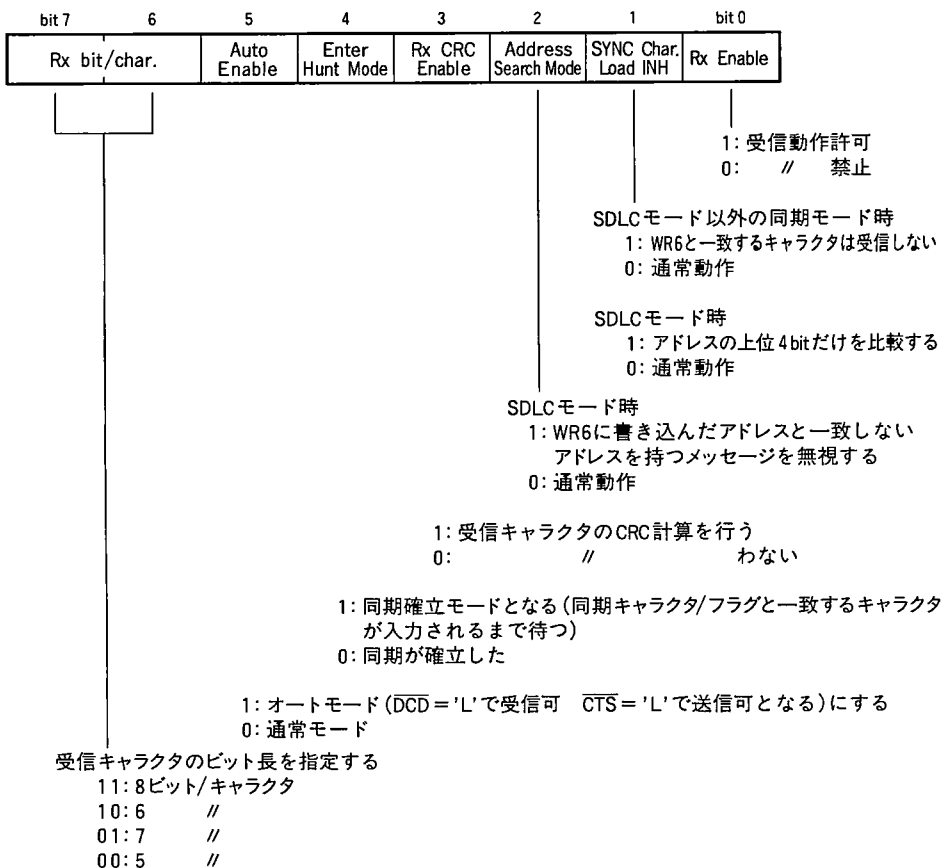 bit 7 6 5 4 3 2 1 bit 0
Rx bit/char. Auto Enter Rx CRC Address SYNC Char. Rx Enable
Enable Hunt Mode Enable Search Mode Load INH
1: 受信動作許可
0: 〃 禁止
SDLCモード以外の同期モード時
1: WR6と一致するキャラクタは受信しない
0: 通常動作
SDLCモード時
1: アドレスの上位4bitだけを比較する
0: 通常動作
SDLCモード時
1: WR6に書き込んだアドレスと一致しない
アドレスを持つメッセージを無視する
0: 通常動作
1: 受信キャラクタのCRC計算を行う
0: 〃 わない
1: 同期確立モードとなる(同期キャラクタ/フラグと一致するキャラクタ
が入力されるまで待つ)
0: 同期が確立した
1: オートモード(D̅C̅D̅='L'で受信可 C̅T̅S̅='L'で送信可となる)にする
0: 通常モード
受信キャラクタのビット長を指定する
11: 8ビット/キャラクタ
10: 6 〃
01: 7 〃
00: 5 〃